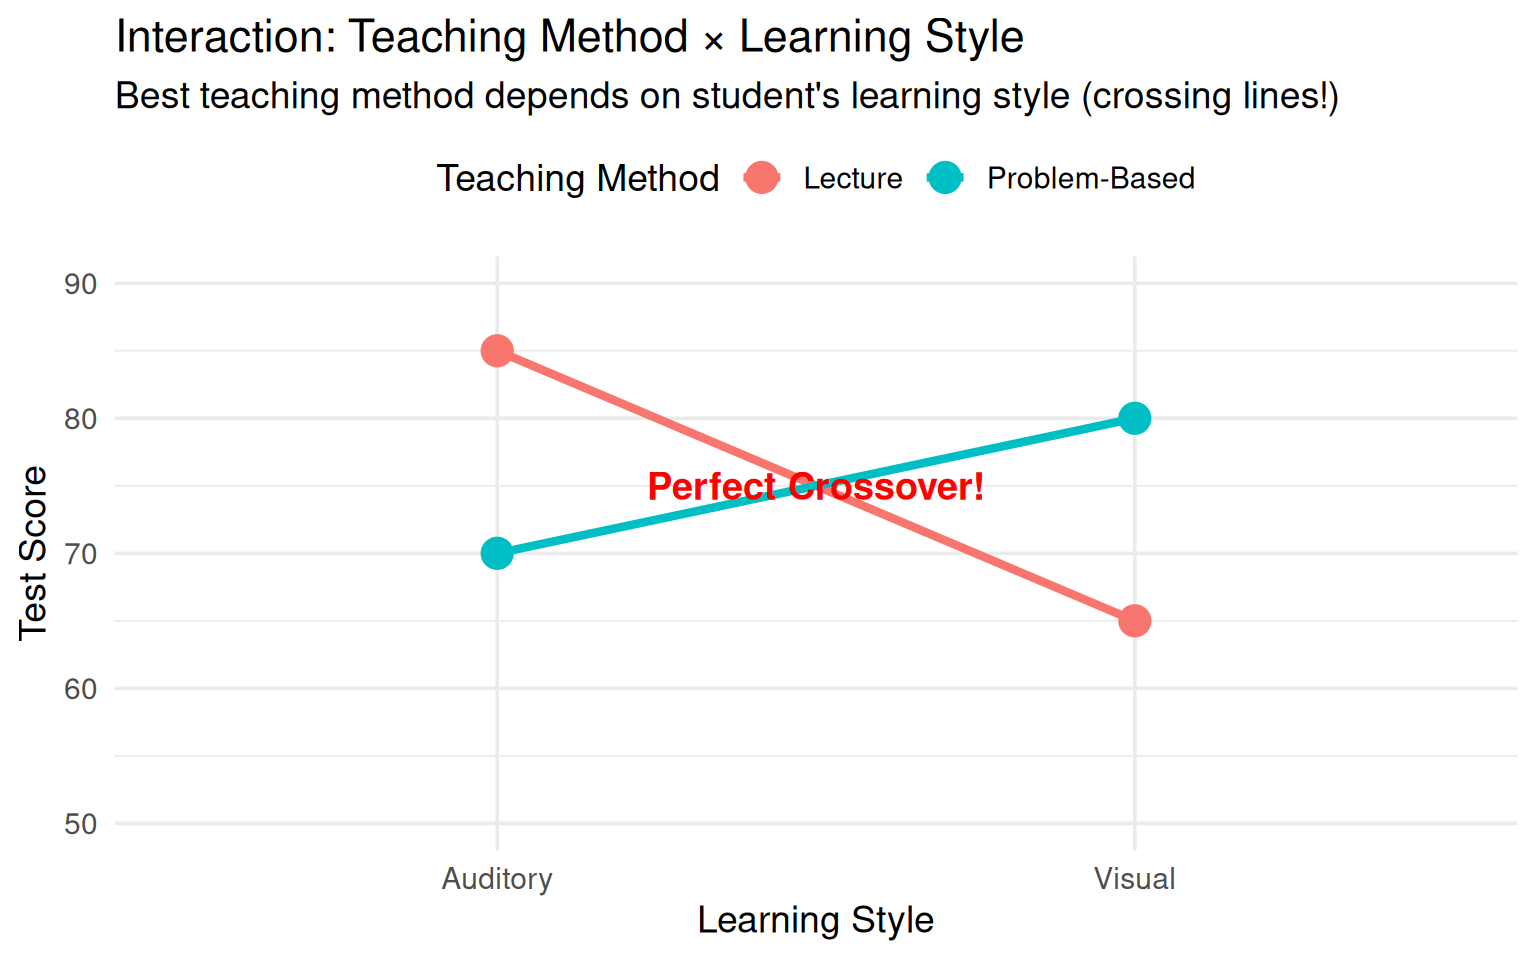 Interaction: Teaching Method × Learning Style
Best teaching method depends on student's learning style (crossing lines!)
Teaching Method Lecture Problem-Based
90
80
70
60
50
Test Score
Perfect Crossover!
Auditory Visual
Learning Style